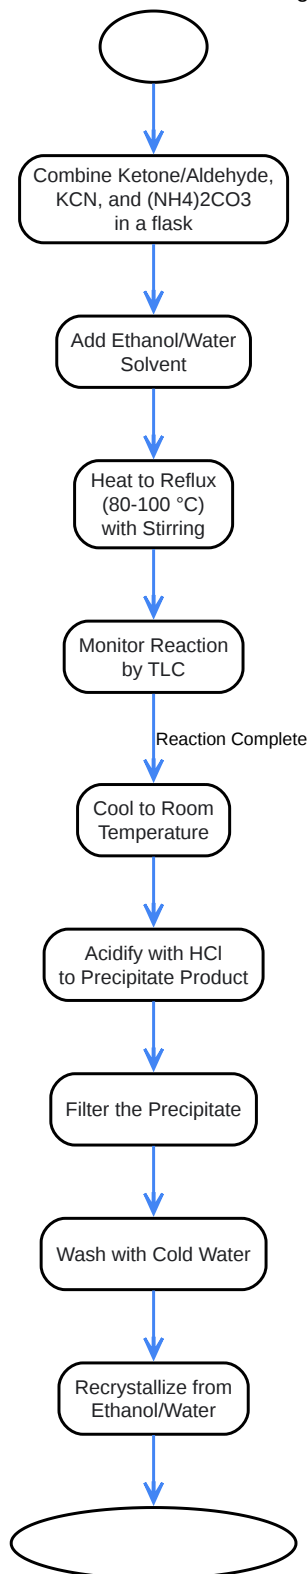 Combine Ketone/Aldehyde,
KCN, and (NH4)2CO3
in a flask
Add Ethanol/Water
Solvent
Heat to Reflux
(80-100 °C)
with Stirring
Monitor Reaction
by TLC
Reaction Complete
Cool to Room
Temperature
Acidify with HCl
to Precipitate Product
Filter the Precipitate
Wash with Cold Water
Recrystallize from
Ethanol/Water